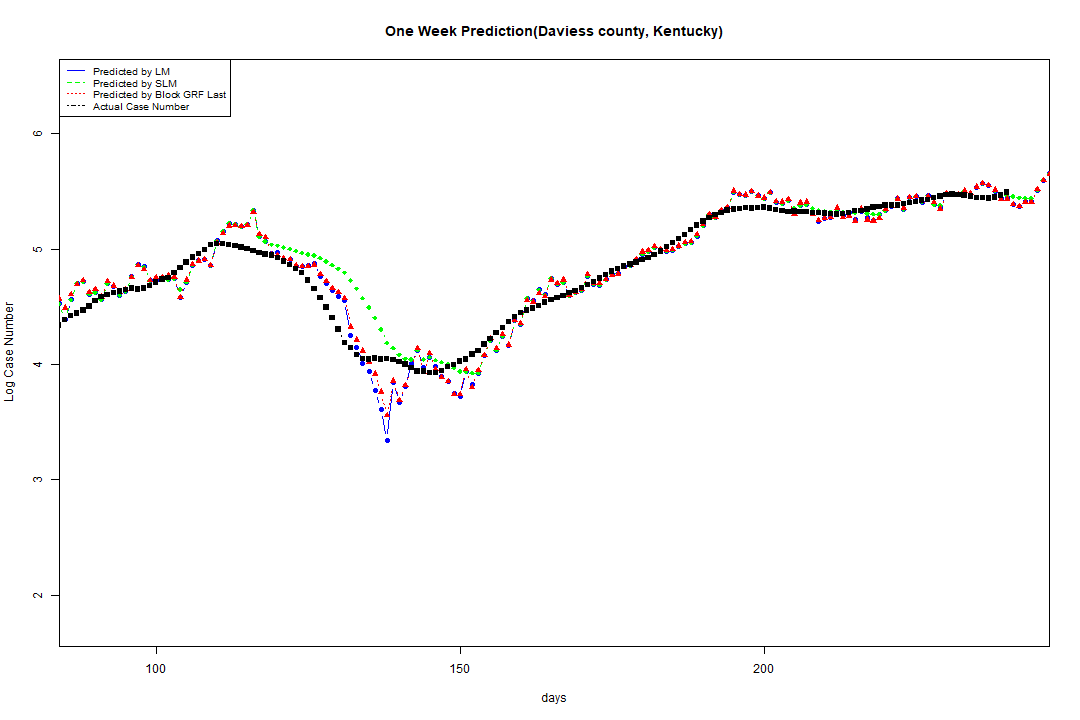 One Week Prediction(Daviess county, Kentucky)
Predicted by LM
Predicted by SLM
Predicted by Block GRF Last
Actual Case Number
Log Case Number
6
5
4
3
2
100 150 200
days